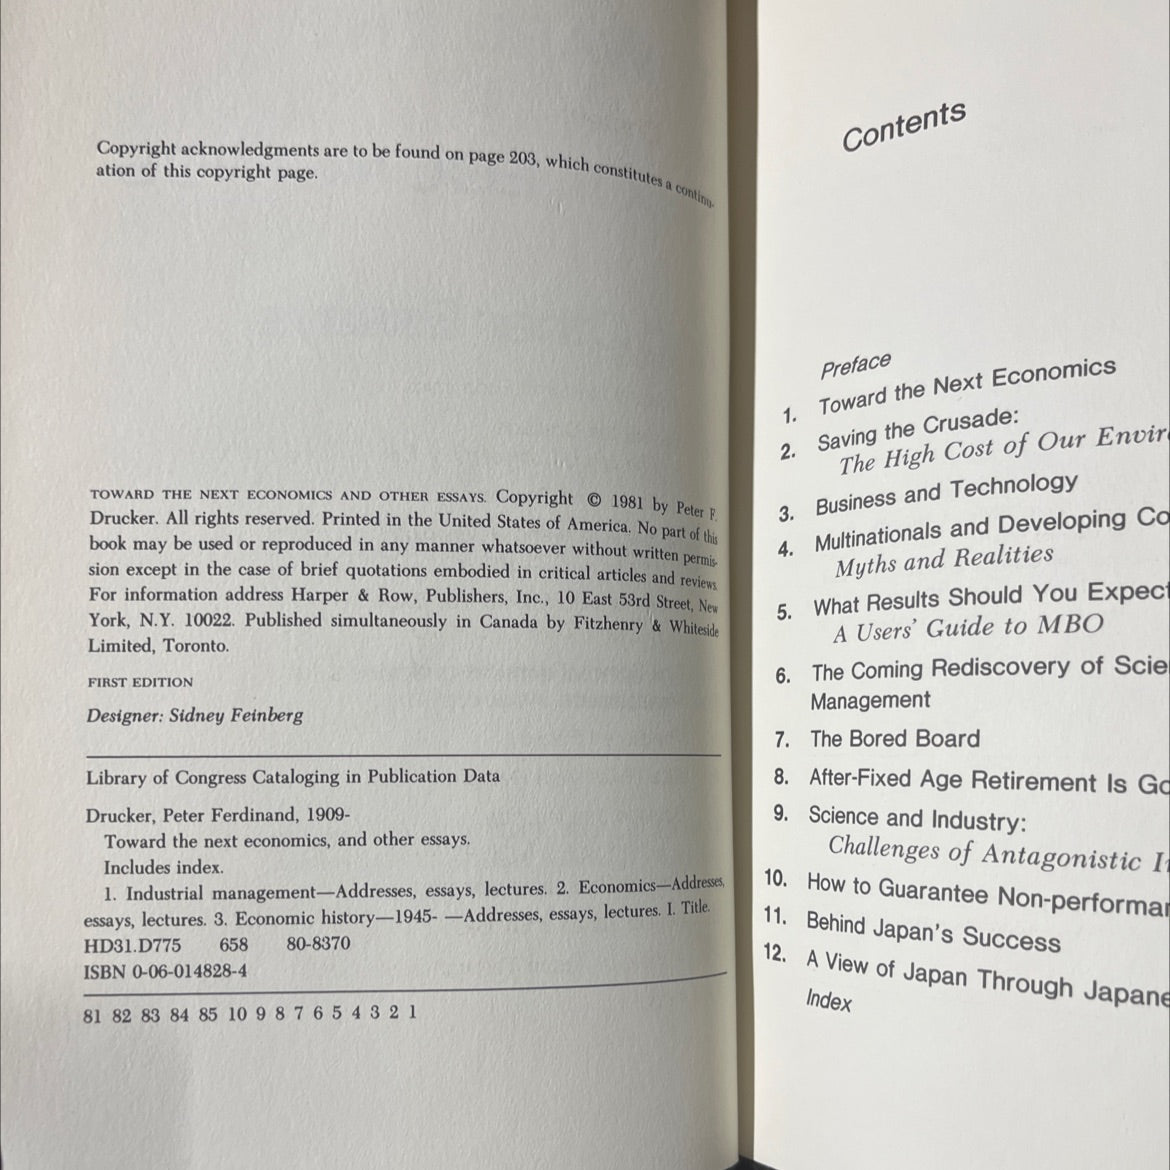 Copyright acknowledgments are to be found on page 203, which constitutes a continu-
ation of this copyright page.
TOWARD THE NEXT ECONOMICS AND OTHER ESSAYS. Copyright © 1981 by Peter F.
Drucker. All rights reserved. Printed in the United States of America. No part of this
book may be used or reproduced in any manner whatsoever without written permis-
sion except in the case of brief quotations embodied in critical articles and reviews.
For information address Harper & Row, Publishers, Inc., 10 East 53rd Street, New
York, N.Y. 10022. Published simultaneously in Canada by Fitzhenry & Whiteside
Limited, Toronto.
FIRST EDITION
Designer: Sidney Feinberg
Library of Congress Cataloging in Publication Data
Drucker, Peter Ferdinand, 1909-
Toward the next economics, and other essays.
Includes index.
1. Industrial management—Addresses, essays, lectures. 2. Economics—Addresses,
essays, lectures. 3. Economic history—1945- —Addresses, essays, lectures. I. Title.
HD31.D775 658 80-8370
ISBN 0-06-014828-4
81 82 83 84 85 10 9 8 7 6 5 4 3 2 1
Contents
Preface
1. Toward the Next Economics
2. Saving the Crusade:
The High Cost of Our Envir
3. Business and Technology
4. Multinationals and Developing Co
Myths and Realities
5. What Results Should You Expect
A Users' Guide to MBO
6. The Coming Rediscovery of Scie
Management
7. The Bored Board
8. After-Fixed Age Retirement Is Go
9. Science and Industry:
Challenges of Antagonistic I
10. How to Guarantee Non-performa
11. Behind Japan's Success
12. A View of Japan Through Japane
Index